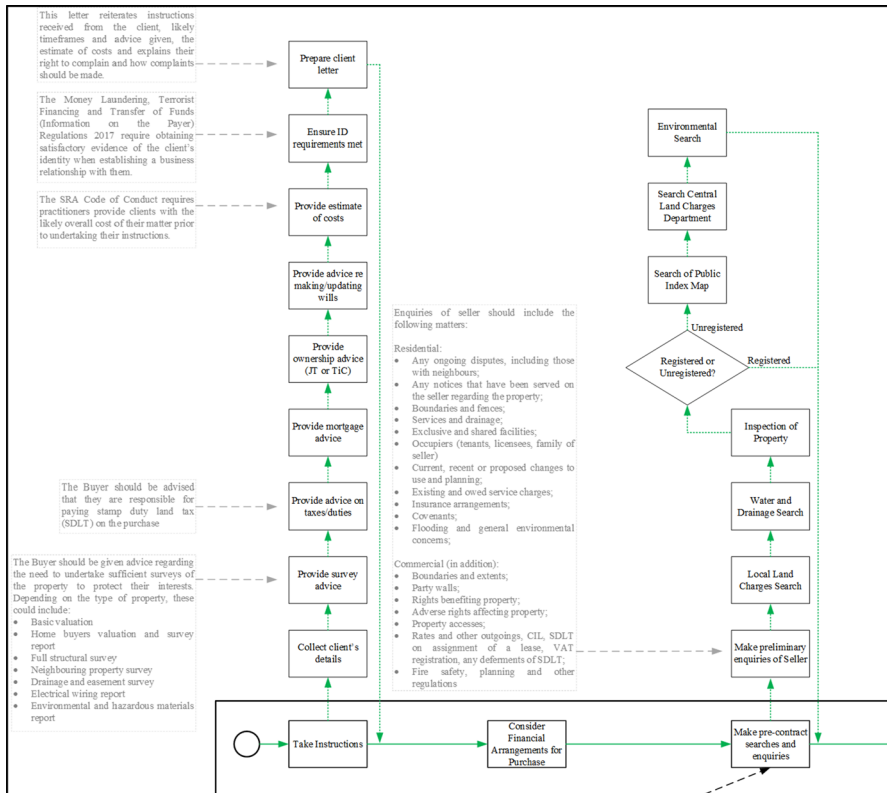 This letter reiterates instructions
received from the client, likely
timeframes and advice given, the
estimate of costs and explains their
right to complain and how complaints
should be made.
The Money Laundering, Terrorist
Financing and Transfer of Funds
(Information on the Payer)
Regulations 2017 require obtaining
satisfactory evidence of the client's
identity when establishing a business
relationship with them.
The SRA Code of Conduct requires
practitioners provide clients with the
likely overall cost of their matter prior
to undertaking their instructions.
The Buyer should be advised
that they are responsible for
paying stamp duty land tax
(SDLT) on the purchase
The Buyer should be given advice regarding
the need to undertake sufficient surveys of
the property to protect their interests.
Depending on the type of property, these
could include:
• Basic valuation
• Home buyers valuation and survey
report
• Full structural survey
• Neighbouring property survey
• Drainage and easement survey
• Electrical wiring report
• Environmental and hazardous materials
report
Prepare client
letter
Ensure ID
requirements met
Provide estimate
of costs
Provide advice re
making/updating
wills
Provide
ownership advice
(JT or TiC)
Provide mortgage
advice
Provide advice on
taxes/duties
Provide survey
advice
Collect client's
details
Take Instructions
Enquiries of seller should include the
following matters:
Residential:
• Any ongoing disputes, including those
with neighbours;
• Any notices that have been served on
the seller regarding the property;
• Boundaries and fences;
• Services and drainage;
• Exclusive and shared facilities;
• Occupiers (tenants, licensees, family of
seller)
• Current, recent or proposed changes to
use and planning;
• Existing and owed service charges;
• Insurance arrangements;
• Covenants;
• Flooding and general environmental
concerns;
Commercial (in addition):
• Boundaries and extents;
• Party walls;
• Rights benefiting property;
• Adverse rights affecting property;
• Property accesses;
• Rates and other outgoings, CIL, SDLT
on assignment of a lease, VAT
registration, any deferments of SDLT;
• Fire safety, planning and other
regulations
Consider
Financial
Arrangements for
Purchase
Environmental
Search
Search Central
Land Charges
Department
Search of Public
Index Map
Unregistered
Registered or
Unregistered?
Registered
Inspection of
Property
Water and
Drainage Search
Local Land
Charges Search
Make preliminary
enquiries of Seller
Make pre-contract
searches and
enquiries